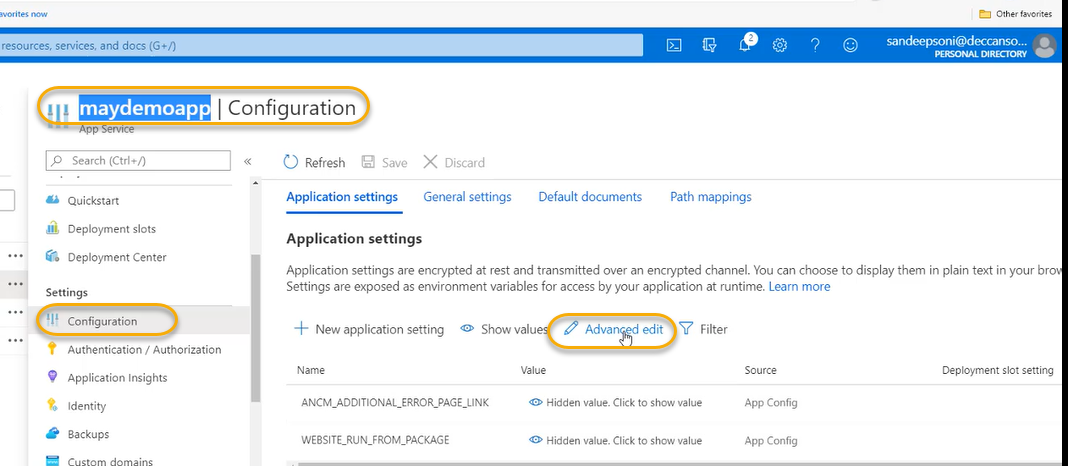 avorites now
Other favorites
resources, services, and docs (G+/)
2
sandeepsoni@deccanso...
PERSONAL DIRECTORY
maydemoapp | Configuration
App Service
Search (Ctrl+/)
«
Refresh
Save
Discard
Quickstart
Deployment slots
Deployment Center
Settings
Configuration
Authentication / Authorization
Application Insights
Identity
Backups
Custom domains
Application settings
General settings
Default documents
Path mappings
Application settings
Application settings are encrypted at rest and transmitted over an encrypted channel. You can choose to display them in plain text in your brow
Settings are exposed as environment variables for access by your application at runtime. Learn more
New application setting
Show values
Advanced edit
Filter
Name Value Source Deployment slot setting
ANCM_ADDITIONAL_ERROR_PAGE_LINK Hidden value. Click to show value App Config
WEBSITE_RUN_FROM_PACKAGE Hidden value. Click to show value App Config